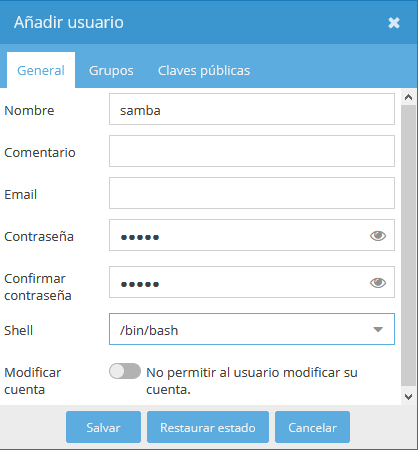 Añadir usuario
General Grupos Claves públicas
Nombre samba
Comentario
Email
Contraseña •••••
Confirmar
contraseña •••••
Shell /bin/bash
Modificar
cuenta No permitir al usuario modificar su
cuenta.
Salvar Restaurar estado Cancelar